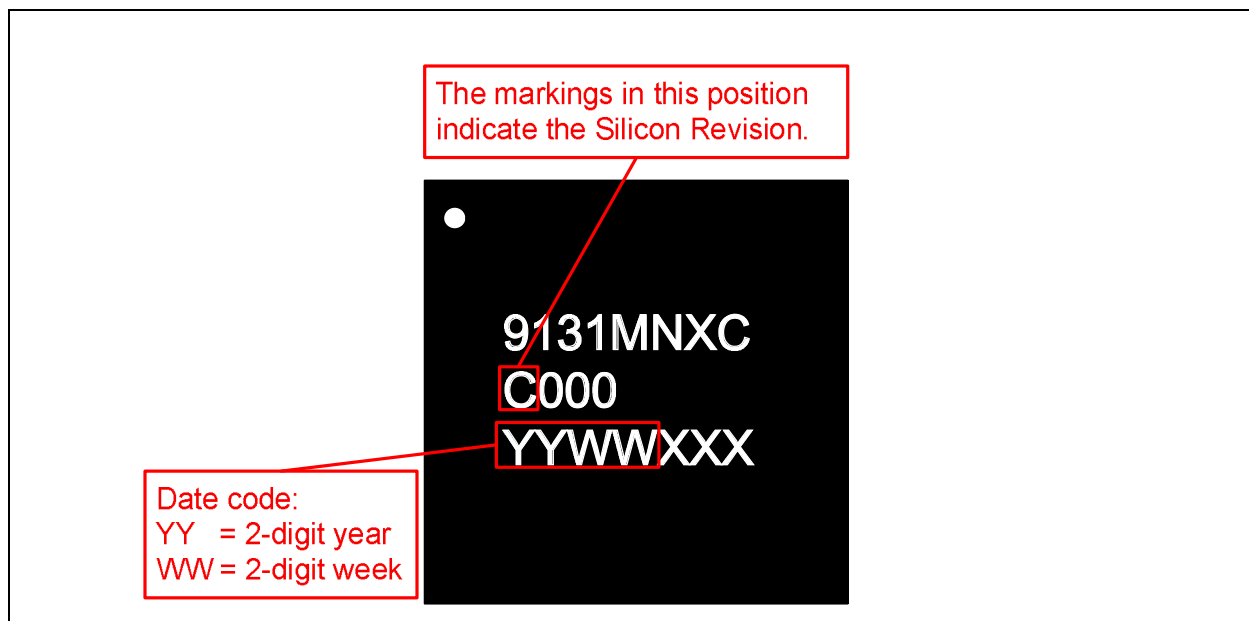 The markings in this position
indicate the Silicon Revision.
9131MNXC
C000
YYWWXXX
Date code:
YY = 2-digit year
WW = 2-digit week